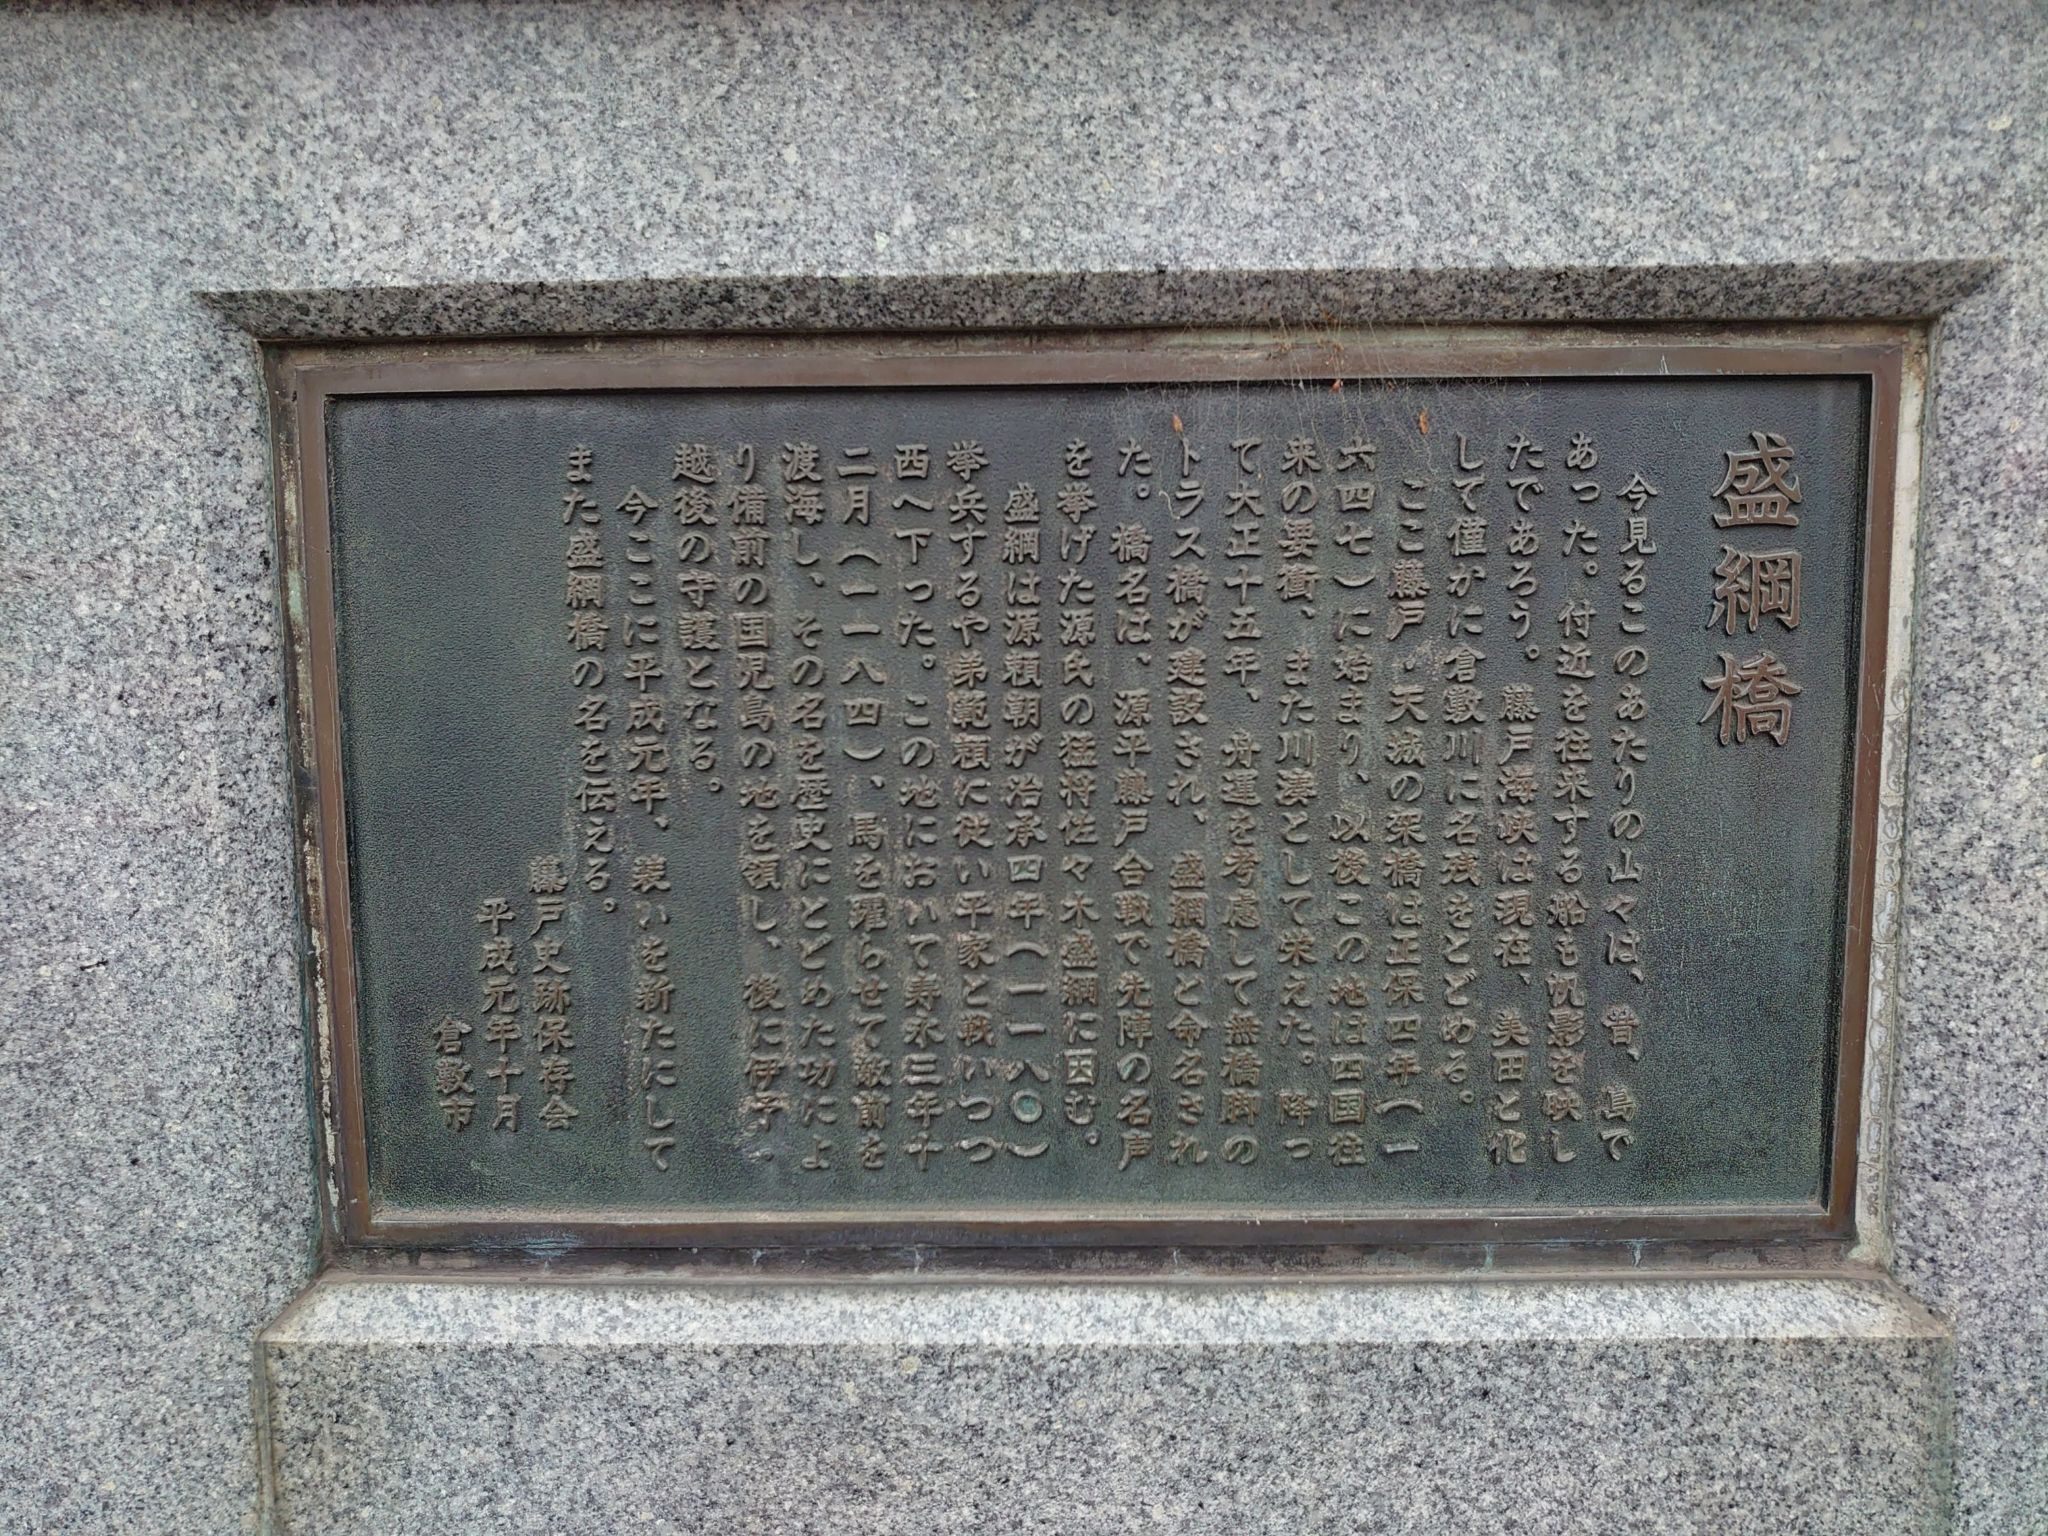 盛綱橋
今見るこのあたりの山々は、昔、島で
あった。付近を往来する船も帆影を映し
たであろう。藤戸海峡は現在、美田と化
して僅かに倉敷川に名残をとどめる。
ここ藤戸・天城の架橋は正保四年(一
六四七)に始まり、以後この地は四国往
来の要衝、また川湊として栄えた。降っ
て大正十五年、舟運を考慮して無橋脚の
トラス橋が建設され、盛綱橋と命名され
た。橋名は、源平藤戸合戦で先陣の名声
を挙げた源氏の猛将佐々木盛綱に因む。
盛綱は源頼朝が治承四年(一一八〇)
挙兵するや弟範頼に従い平家と戦いつつ
西へ下った。この地において寿永三年十
二月(一一八四)、馬を躍らせて敵前を
渡海し、その名を歴史にとどめた功によ
り備前の国児島の地を領し、後に伊予、
越後の守護となる。
今ここに平成元年、装いを新たにして
また盛綱橋の名を伝える。
藤戸史跡保存会
平成元年十月
倉敷市